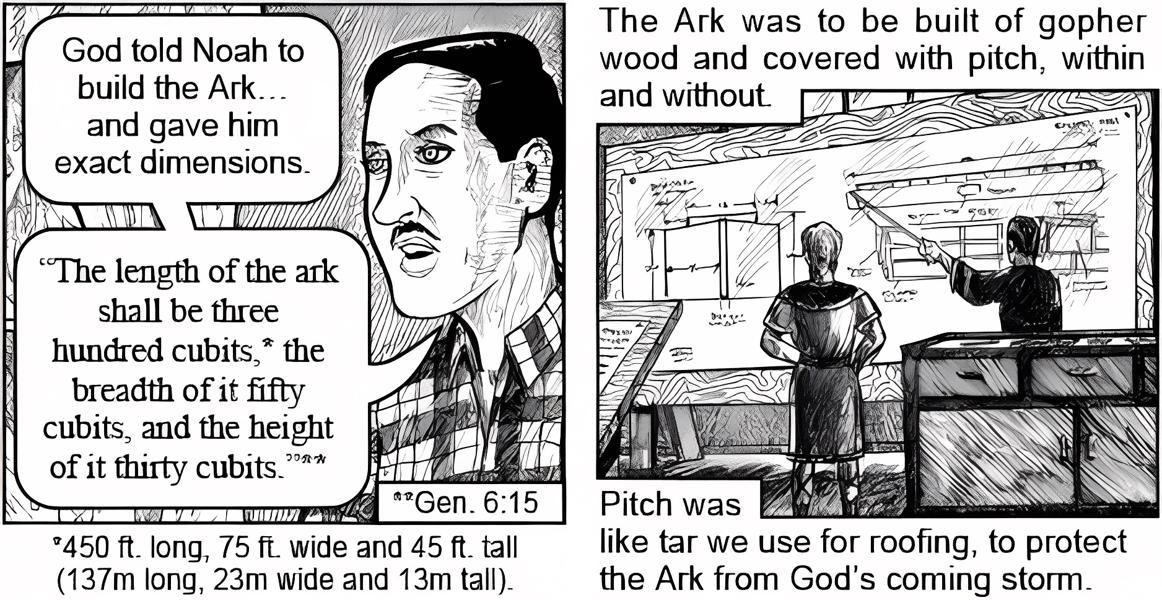 God told Noah to
build the Ark...
and gave him
exact dimensions.
“The length of the ark
shall be three
hundred cubits,* the
breadth of it fifty
cubits, and the height
of it thirty cubits.”**
**Gen. 6:15
*450 ft. long, 75 ft. wide and 45 ft. tall
(137m long, 23m wide and 13m tall).
The Ark was to be built of gopher
wood and covered with pitch, within
and without.
Pitch was
like tar we use for roofing, to protect
the Ark from God's coming storm.